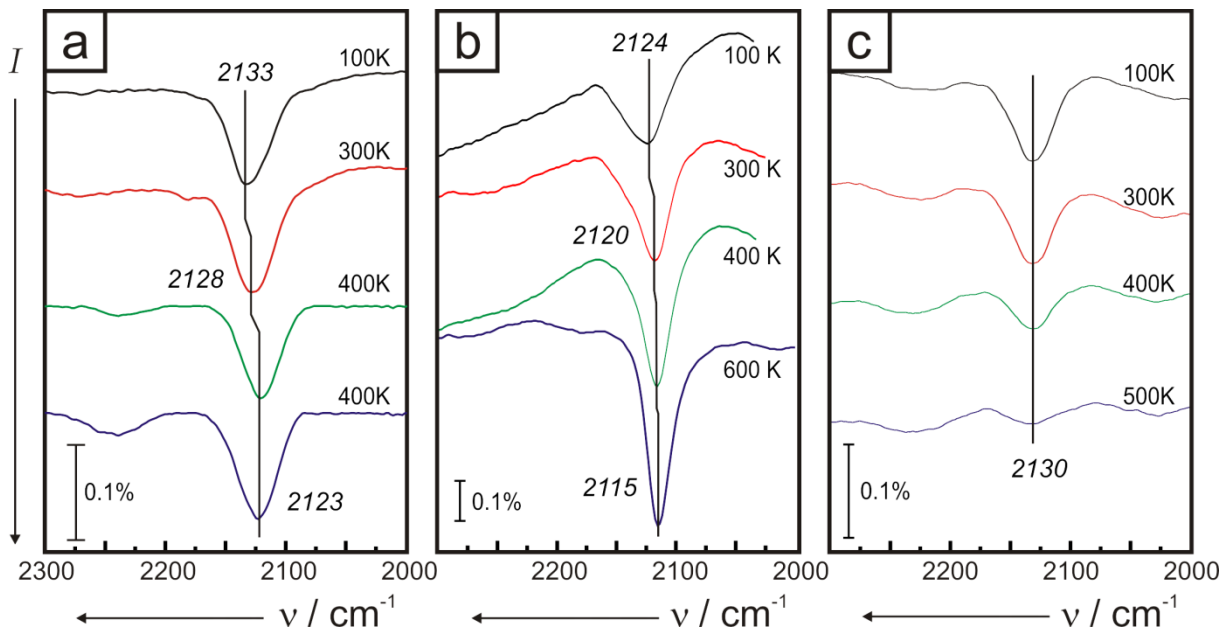 I
a
2133
100K
300K
2128
400K
400K
0.1%
2123
2300 2200 2100 2000
ν / cm-1
b
2124
100 K
300 K
2120
400 K
600 K
2115
0.1%
2200 2100 2000
ν / cm-1
c
100K
300K
400K
500K
2130
0.1%
2200 2100 2000
ν / cm-1